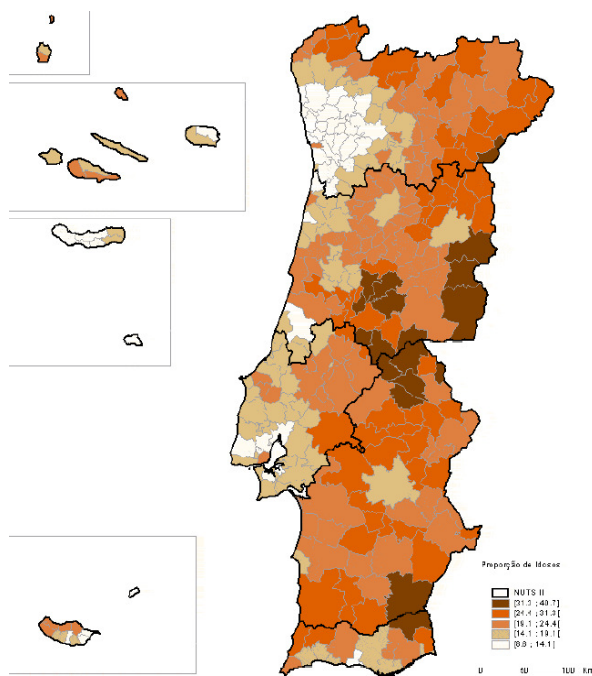 Proporção de Idosos
NUTS II
[31.3 ; 40.7]
[24.4 ; 31.3[
[19.1 ; 24.4[
[14.1 ; 19.1[
[8.8 ; 14.1[
0 50 100 Km